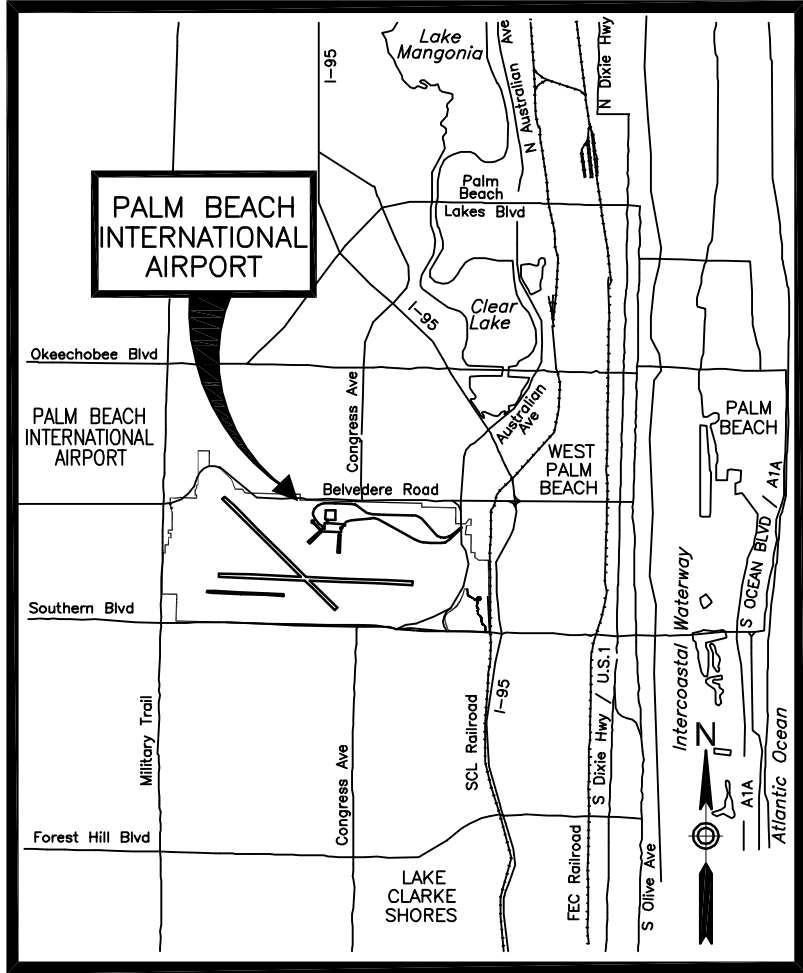 Lake
Mangonia
I-95
N Australian
Ave
N Dixie Hwy
PALM BEACH
INTERNATIONAL
AIRPORT
Palm
Beach
Lakes Blvd
Clear
Lake
I-95
Okeechobee Blvd
Congress Ave
Australian
Ave
PALM BEACH
INTERNATIONAL
AIRPORT
PALM
BEACH
WEST
PALM
BEACH
Belvedere Road
S OCEAN BLVD / A1A
Intercoastal Waterway
Southern Blvd
Military Trail
Congress Ave
SCL Railroad
I-95
S Dixie Hwy / U.S.1
N
A1A
Atlantic Ocean
Forest Hill Blvd
LAKE
CLARKE
SHORES
FEC Railroad
S Olive Ave